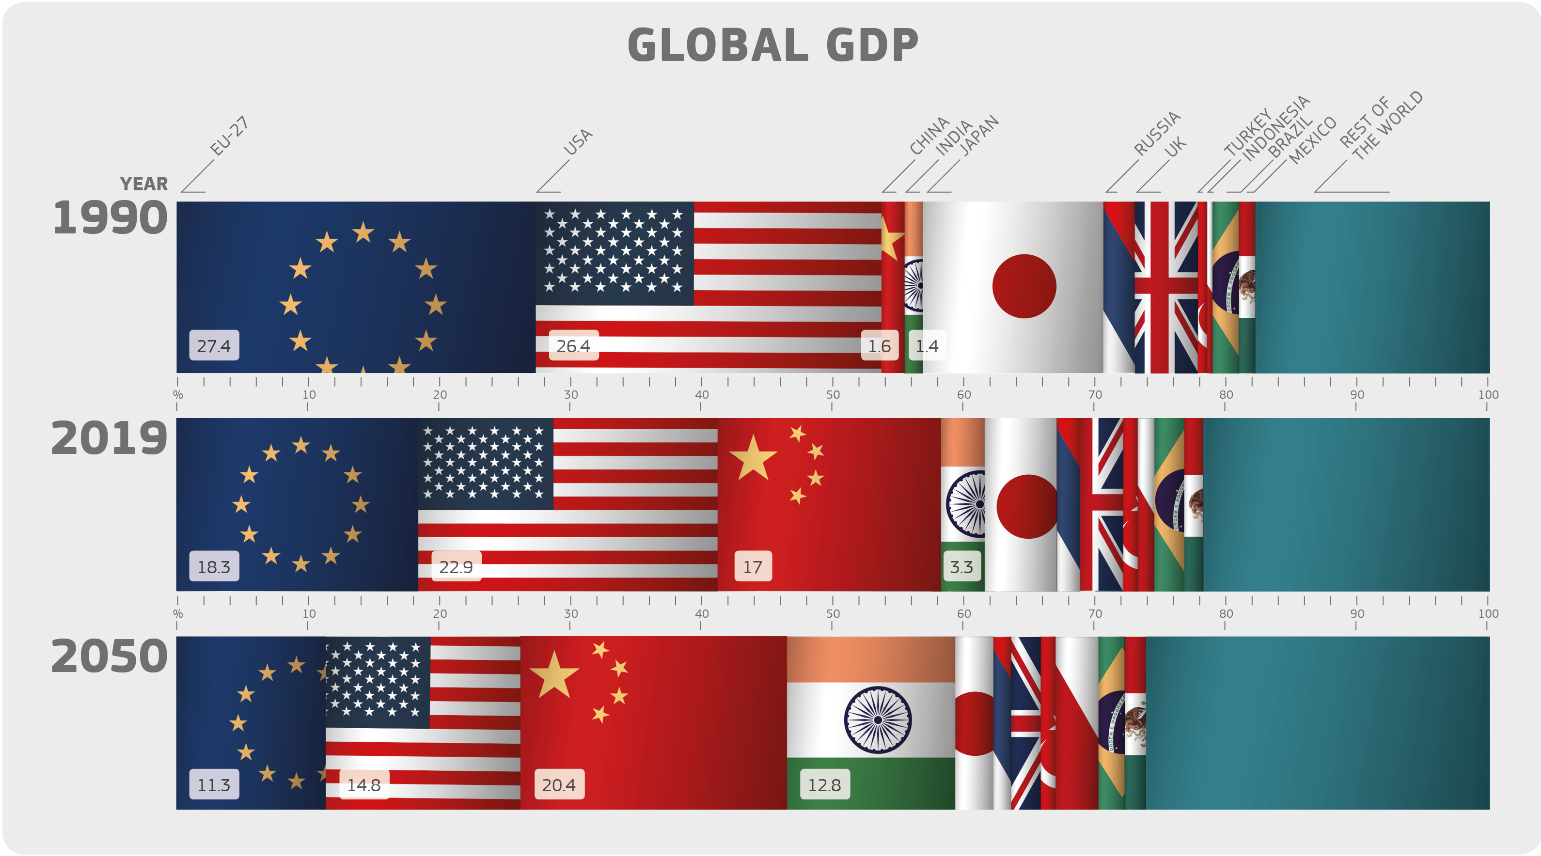 GLOBAL GDP
EU-27
USA
CHINA
INDIA
JAPAN
RUSSIA
UK
TURKEY
INDONESIA
BRAZIL
MEXICO
REST OF
THE WORLD
YEAR
1990
27.4
26.4
1.6
1.4
% 10 20 30 40 50 60 70 80 90 100
2019
18.3
22.9
17
3.3
% 10 20 30 40 50 60 70 80 90 100
2050
11.3
14.8
20.4
12.8